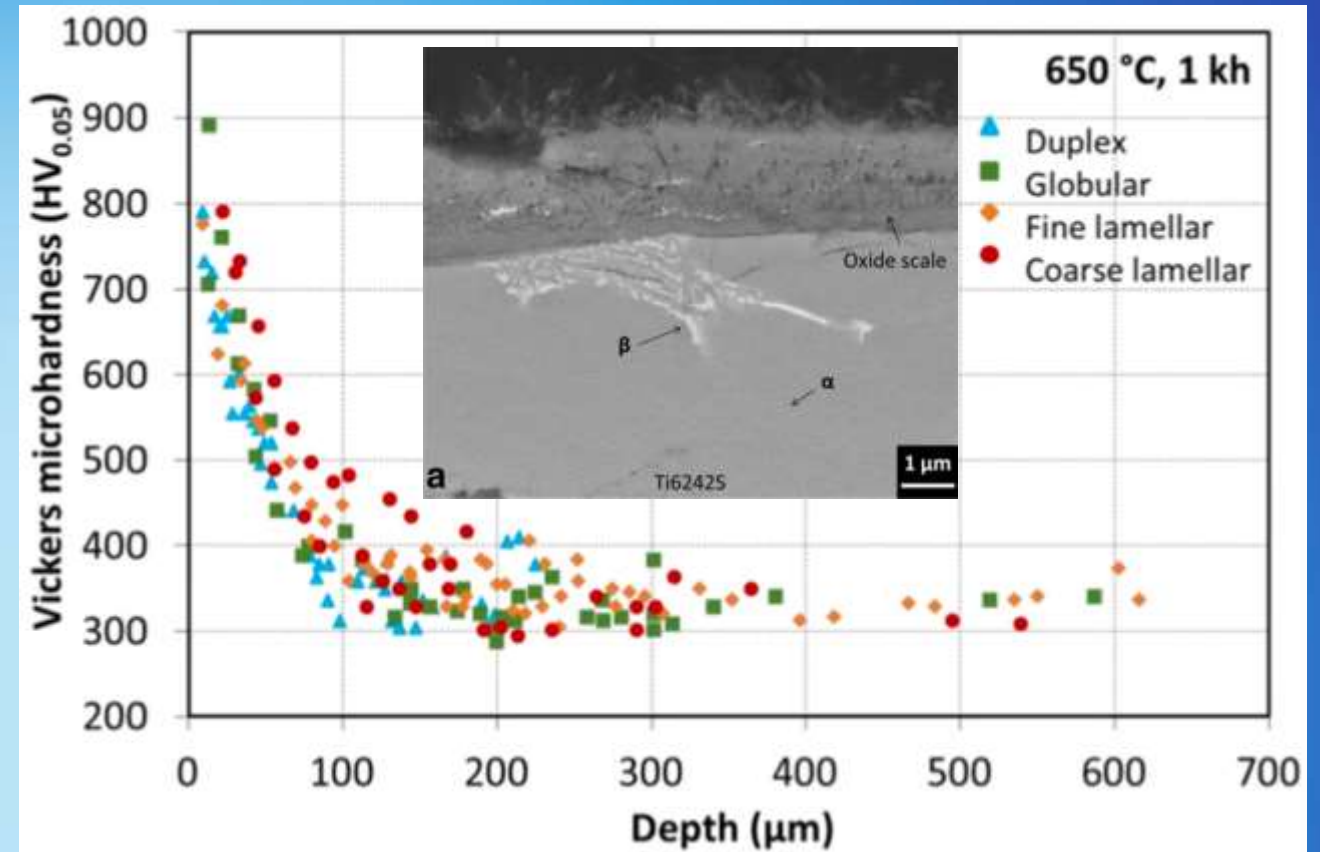 1000
900
800
700
600
500
400
300
200
Vickers microhardness (HV0.05)
0 100 200 300 400 500 600 700
Depth (µm)
650 °C, 1 kh
Duplex
Globular
Fine lamellar
Coarse lamellar
Oxide scale
β
α
a
Ti6242S
1 µm